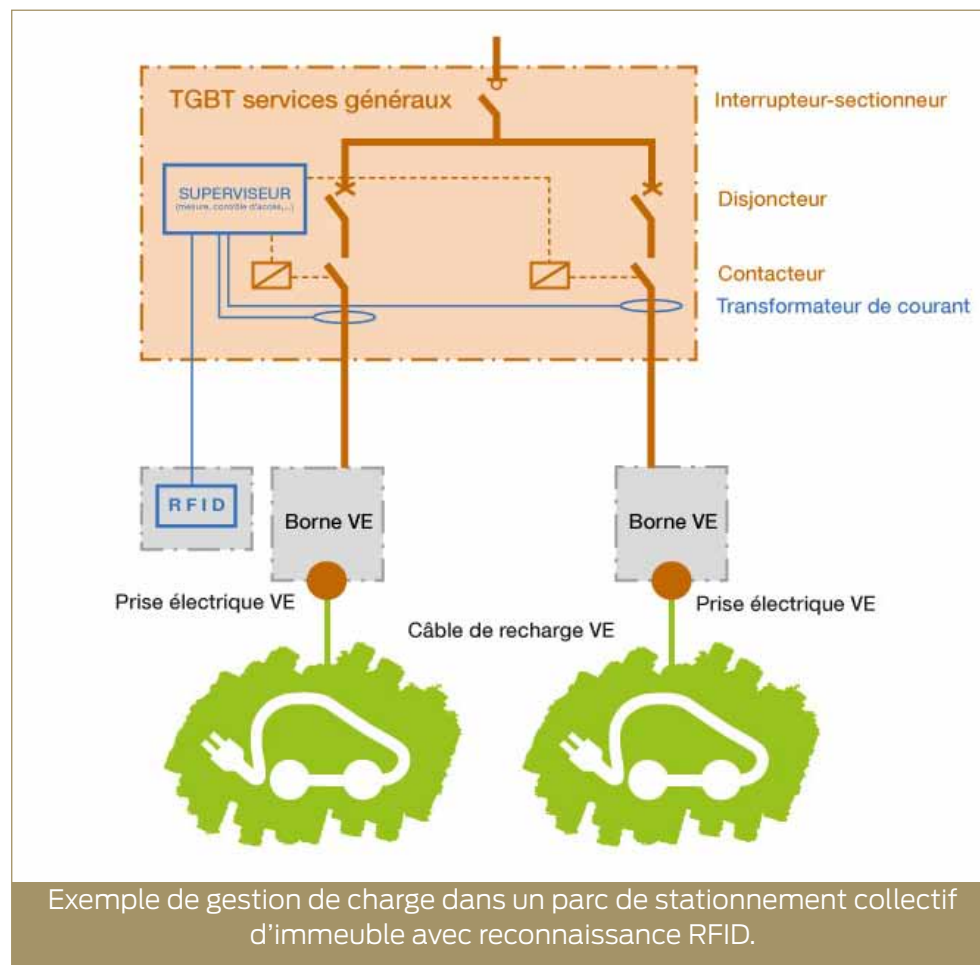 TGBT services généraux
Interrupteur-sectionneur
SUPERVISEUR
(mesure, contrôle d'accès,...)
Disjoncteur
Contacteur
Transformateur de courant
RFID
Borne VE
Borne VE
Prise électrique VE
Prise électrique VE
Câble de recharge VE
Exemple de gestion de charge dans un parc de stationnement collectif
d'immeuble avec reconnaissance RFID.